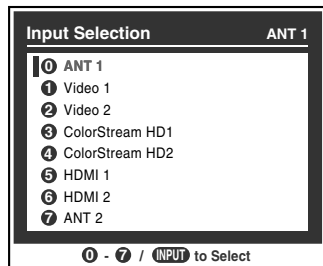 Input Selection ANT 1
0 ANT 1
1 Video 1
2 Video 2
3 ColorStream HD1
4 ColorStream HD2
5 HDMI 1
6 HDMI 2
7 ANT 2
0 - 7 / INPUT to Select